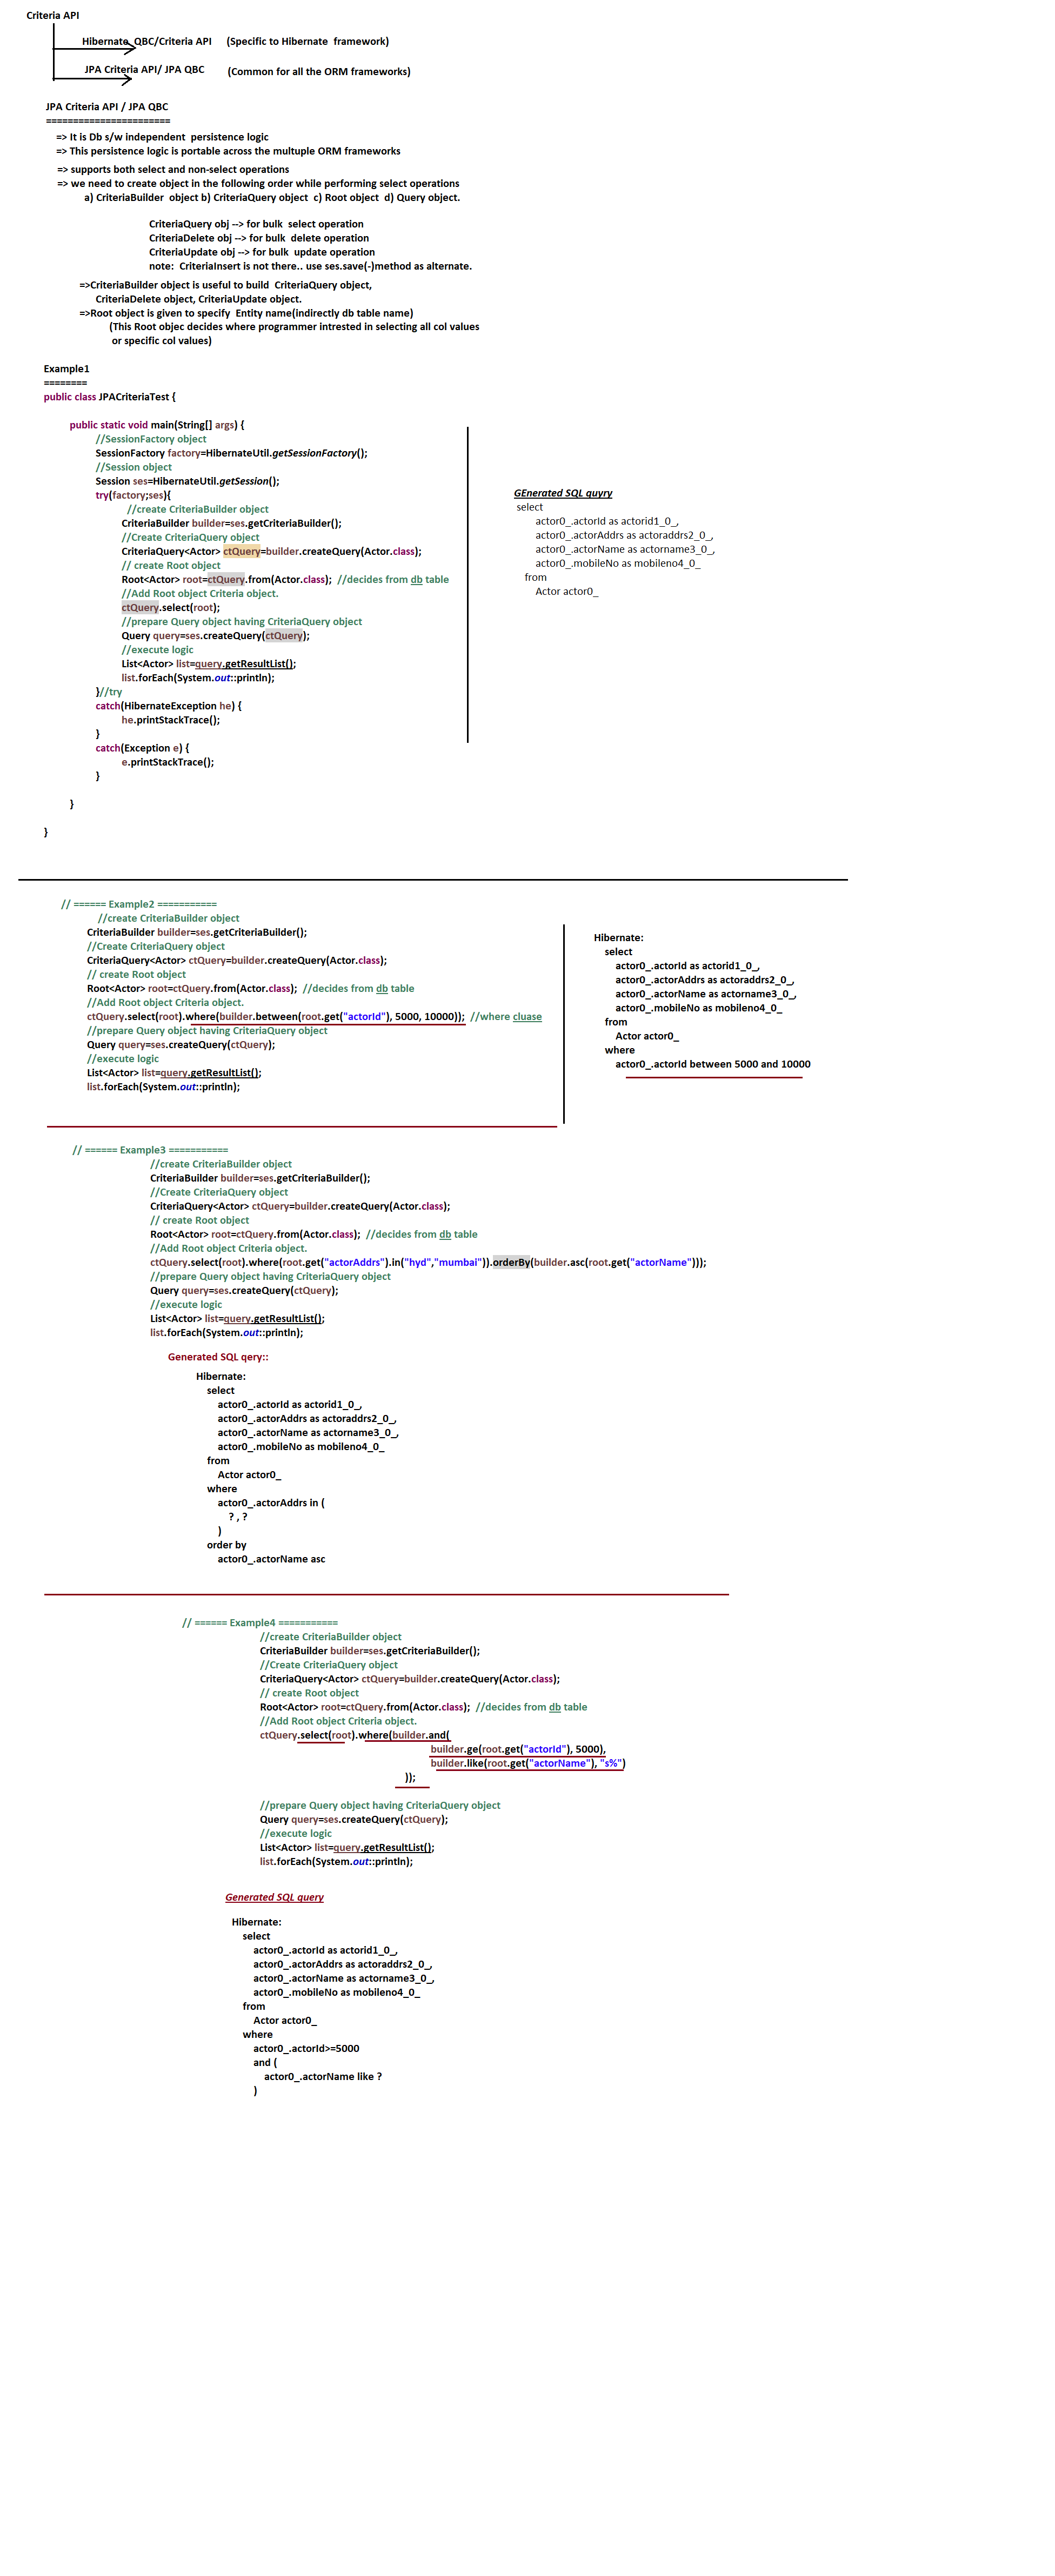 Criteria API
Hibernate QBC/Criteria API (Specific to Hibernate framework)
JPA Criteria API/ JPA QBC (Common for all the ORM frameworks)
JPA Criteria API / JPA QBC
=======================
=> It is Db s/w independent persistence logic
=> This persistence logic is portable across the multuple ORM frameworks
=> supports both select and non-select operations
=> we need to create object in the following order while performing select operations
a) CriteriaBuilder object b) CriteriaQuery object c) Root object d) Query object.
CriteriaQuery obj --> for bulk select operation
CriteriaDelete obj --> for bulk delete operation
CriteriaUpdate obj --> for bulk update operation
note: CriteriaInsert is not there.. use ses.save(-)method as alternate.
=>CriteriaBuilder object is useful to build CriteriaQuery object,
CriteriaDelete object, CriteriaUpdate object.
=>Root object is given to specify Entity name(indirectly db table name)
(This Root objec decides where programmer intrested in selecting all col values
or specific col values)
Example1
========
public class JPACriteriaTest {
public static void main(String[] args) {
//SessionFactory object
SessionFactory factory=HibernateUtil.getSessionFactory();
//Session object
Session ses=HibernateUtil.getSession();
try(factory;ses){
//create CriteriaBuilder object
CriteriaBuilder builder=ses.getCriteriaBuilder();
//Create CriteriaQuery object
CriteriaQuery<Actor> ctQuery=builder.createQuery(Actor.class);
// create Root object
Root<Actor> root=ctQuery.from(Actor.class); //decides from db table
//Add Root object Criteria object.
ctQuery.select(root);
//prepare Query object having CriteriaQuery object
Query query=ses.createQuery(ctQuery);
//execute logic
List<Actor> list=query.getResultList();
list.forEach(System.out::println);
}//try
catch(HibernateException he) {
he.printStackTrace();
}
catch(Exception e) {
e.printStackTrace();
}
}
}
GEnerated SQL quyry
select
actor0_.actorId as actorid1_0_,
actor0_.actorAddrs as actoraddrs2_0_,
actor0_.actorName as actorname3_0_,
actor0_.mobileNo as mobileno4_0_
from
Actor actor0_
// ====== Example2 ===========
//create CriteriaBuilder object
CriteriaBuilder builder=ses.getCriteriaBuilder();
//Create CriteriaQuery object
CriteriaQuery<Actor> ctQuery=builder.createQuery(Actor.class);
// create Root object
Root<Actor> root=ctQuery.from(Actor.class); //decides from db table
//Add Root object Criteria object.
ctQuery.select(root).where(builder.between(root.get("actorId"), 5000, 10000)); //where cluase
//prepare Query object having CriteriaQuery object
Query query=ses.createQuery(ctQuery);
//execute logic
List<Actor> list=query.getResultList();
list.forEach(System.out::println);
Hibernate:
select
actor0_.actorId as actorid1_0_,
actor0_.actorAddrs as actoraddrs2_0_,
actor0_.actorName as actorname3_0_,
actor0_.mobileNo as mobileno4_0_
from
Actor actor0_
where
actor0_.actorId between 5000 and 10000
// ====== Example3 ===========
//create CriteriaBuilder object
CriteriaBuilder builder=ses.getCriteriaBuilder();
//Create CriteriaQuery object
CriteriaQuery<Actor> ctQuery=builder.createQuery(Actor.class);
// create Root object
Root<Actor> root=ctQuery.from(Actor.class); //decides from db table
//Add Root object Criteria object.
ctQuery.select(root).where(root.get("actorAddrs").in("hyd","mumbai")).orderBy(builder.asc(root.get("actorName")));
//prepare Query object having CriteriaQuery object
Query query=ses.createQuery(ctQuery);
//execute logic
List<Actor> list=query.getResultList();
list.forEach(System.out::println);
Generated SQL qery::
Hibernate:
select
actor0_.actorId as actorid1_0_,
actor0_.actorAddrs as actoraddrs2_0_,
actor0_.actorName as actorname3_0_,
actor0_.mobileNo as mobileno4_0_
from
Actor actor0_
where
actor0_.actorAddrs in (
? , ?
)
order by
actor0_.actorName asc
// ====== Example4 ===========
//create CriteriaBuilder object
CriteriaBuilder builder=ses.getCriteriaBuilder();
//Create CriteriaQuery object
CriteriaQuery<Actor> ctQuery=builder.createQuery(Actor.class);
// create Root object
Root<Actor> root=ctQuery.from(Actor.class); //decides from db table
//Add Root object Criteria object.
ctQuery.select(root).where(builder.and(
builder.ge(root.get("actorId"), 5000),
builder.like(root.get("actorName"), "s%")
));
//prepare Query object having CriteriaQuery object
Query query=ses.createQuery(ctQuery);
//execute logic
List<Actor> list=query.getResultList();
list.forEach(System.out::println);
Generated SQL query
Hibernate:
select
actor0_.actorId as actorid1_0_,
actor0_.actorAddrs as actoraddrs2_0_,
actor0_.actorName as actorname3_0_,
actor0_.mobileNo as mobileno4_0_
from
Actor actor0_
where
actor0_.actorId>=5000
and (
actor0_.actorName like ?
)